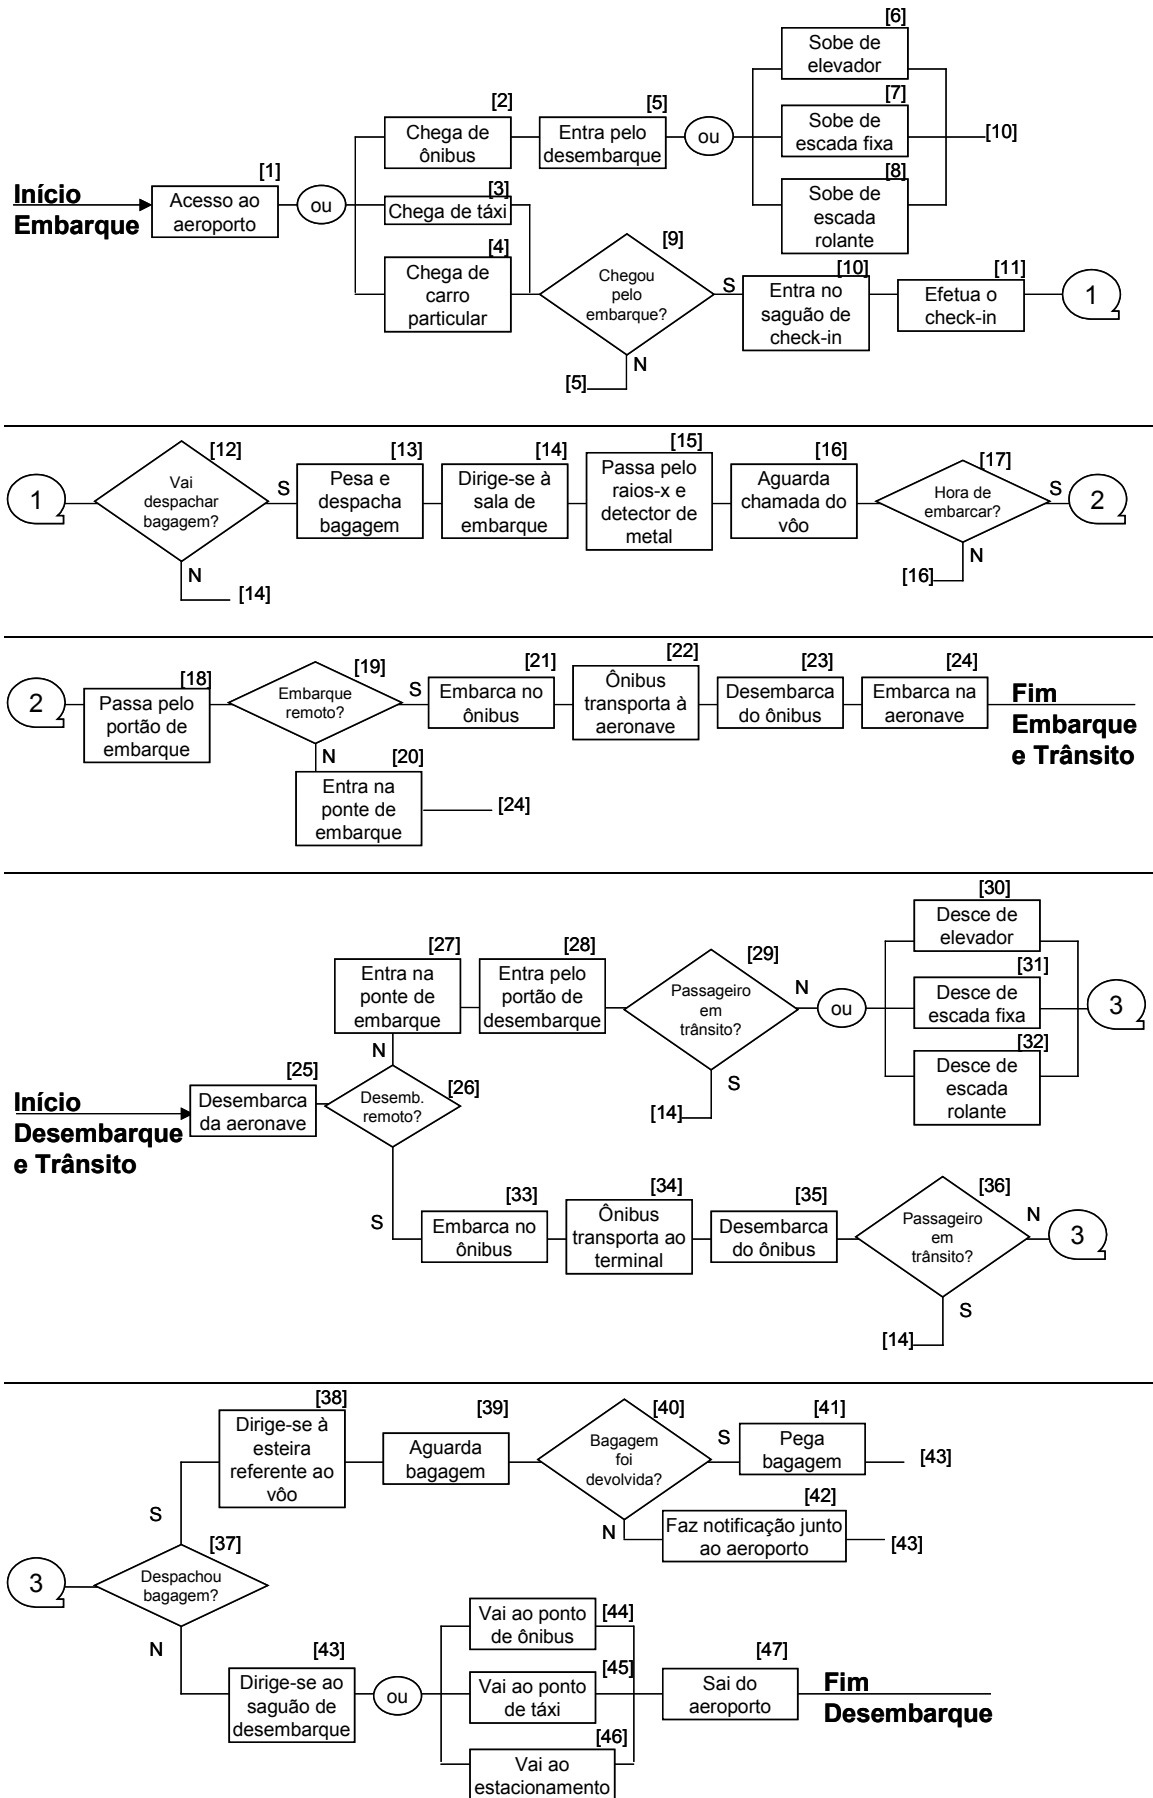 [6]
Sobe de
elevador
[2]
[5]
[7]
Chega de
ônibus
Entra pelo
desembarque
ou
Sobe de
escada fixa
[10]
[1]
[3]
[8]
Início
Embarque
Acesso ao
aeroporto
ou
Chega de táxi
Sobe de
escada
rolante
[4]
[9]
[10]
[11]
Chega de
carro
particular
Chegou
pelo
embarque?
S
Entra no
saguão de
check-in
Efetua o
check-in
1
N
[5]
[12]
[13]
[14]
[15]
[16]
[17]
1
Vai
despachar
bagagem?
S
Pesa e
despacha
bagagem
Dirige-se à
sala de
embarque
Passa pelo
raios-x e
detector de
metal
Aguarda
chamada do
vôo
Hora de
embarcar?
S
2
N
[14]
N
[16]
[18]
[19]
[21]
[22]
[23]
[24]
2
Passa pelo
portão de
embarque
Embarque
remoto?
S
Embarca no
ônibus
Ônibus
transporta à
aeronave
Desembarca
do ônibus
Embarca na
aeronave
Fim
Embarque
e Trânsito
N
[20]
Entra na
ponte de
embarque
[24]
[30]
Desce de
elevador
[27]
[28]
[29]
[31]
Entra na
ponte de
embarque
Entra pelo
portão de
desembarque
Passageiro
em
trânsito?
N
ou
Desce de
escada fixa
3
[32]
Desce de
escada
rolante
N
S
[14]
[25]
[26]
Início
Desembarque
e Trânsito
Desembarca
da aeronave
Desemb.
remoto?
S
[33]
[34]
[35]
[36]
Embarca no
ônibus
Ônibus
transporta ao
terminal
Desembarca
do ônibus
Passageiro
em
trânsito?
N
3
S
[14]
[38]
[39]
[40]
[41]
Dirige-se à
esteira
referente ao
vôo
Aguarda
bagagem
Bagagem
foi
devolvida?
S
Pega
bagagem
[43]
[42]
N
Faz notificação junto
ao aeroporto
[43]
S
[37]
3
Despachou
bagagem?
N
[44]
Vai ao ponto
de ônibus
[43]
[45]
[47]
Dirige-se ao
saguão de
desembarque
ou
Vai ao ponto
de táxi
Sai do
aeroporto
Fim
Desembarque
[46]
Vai ao
estacionamento